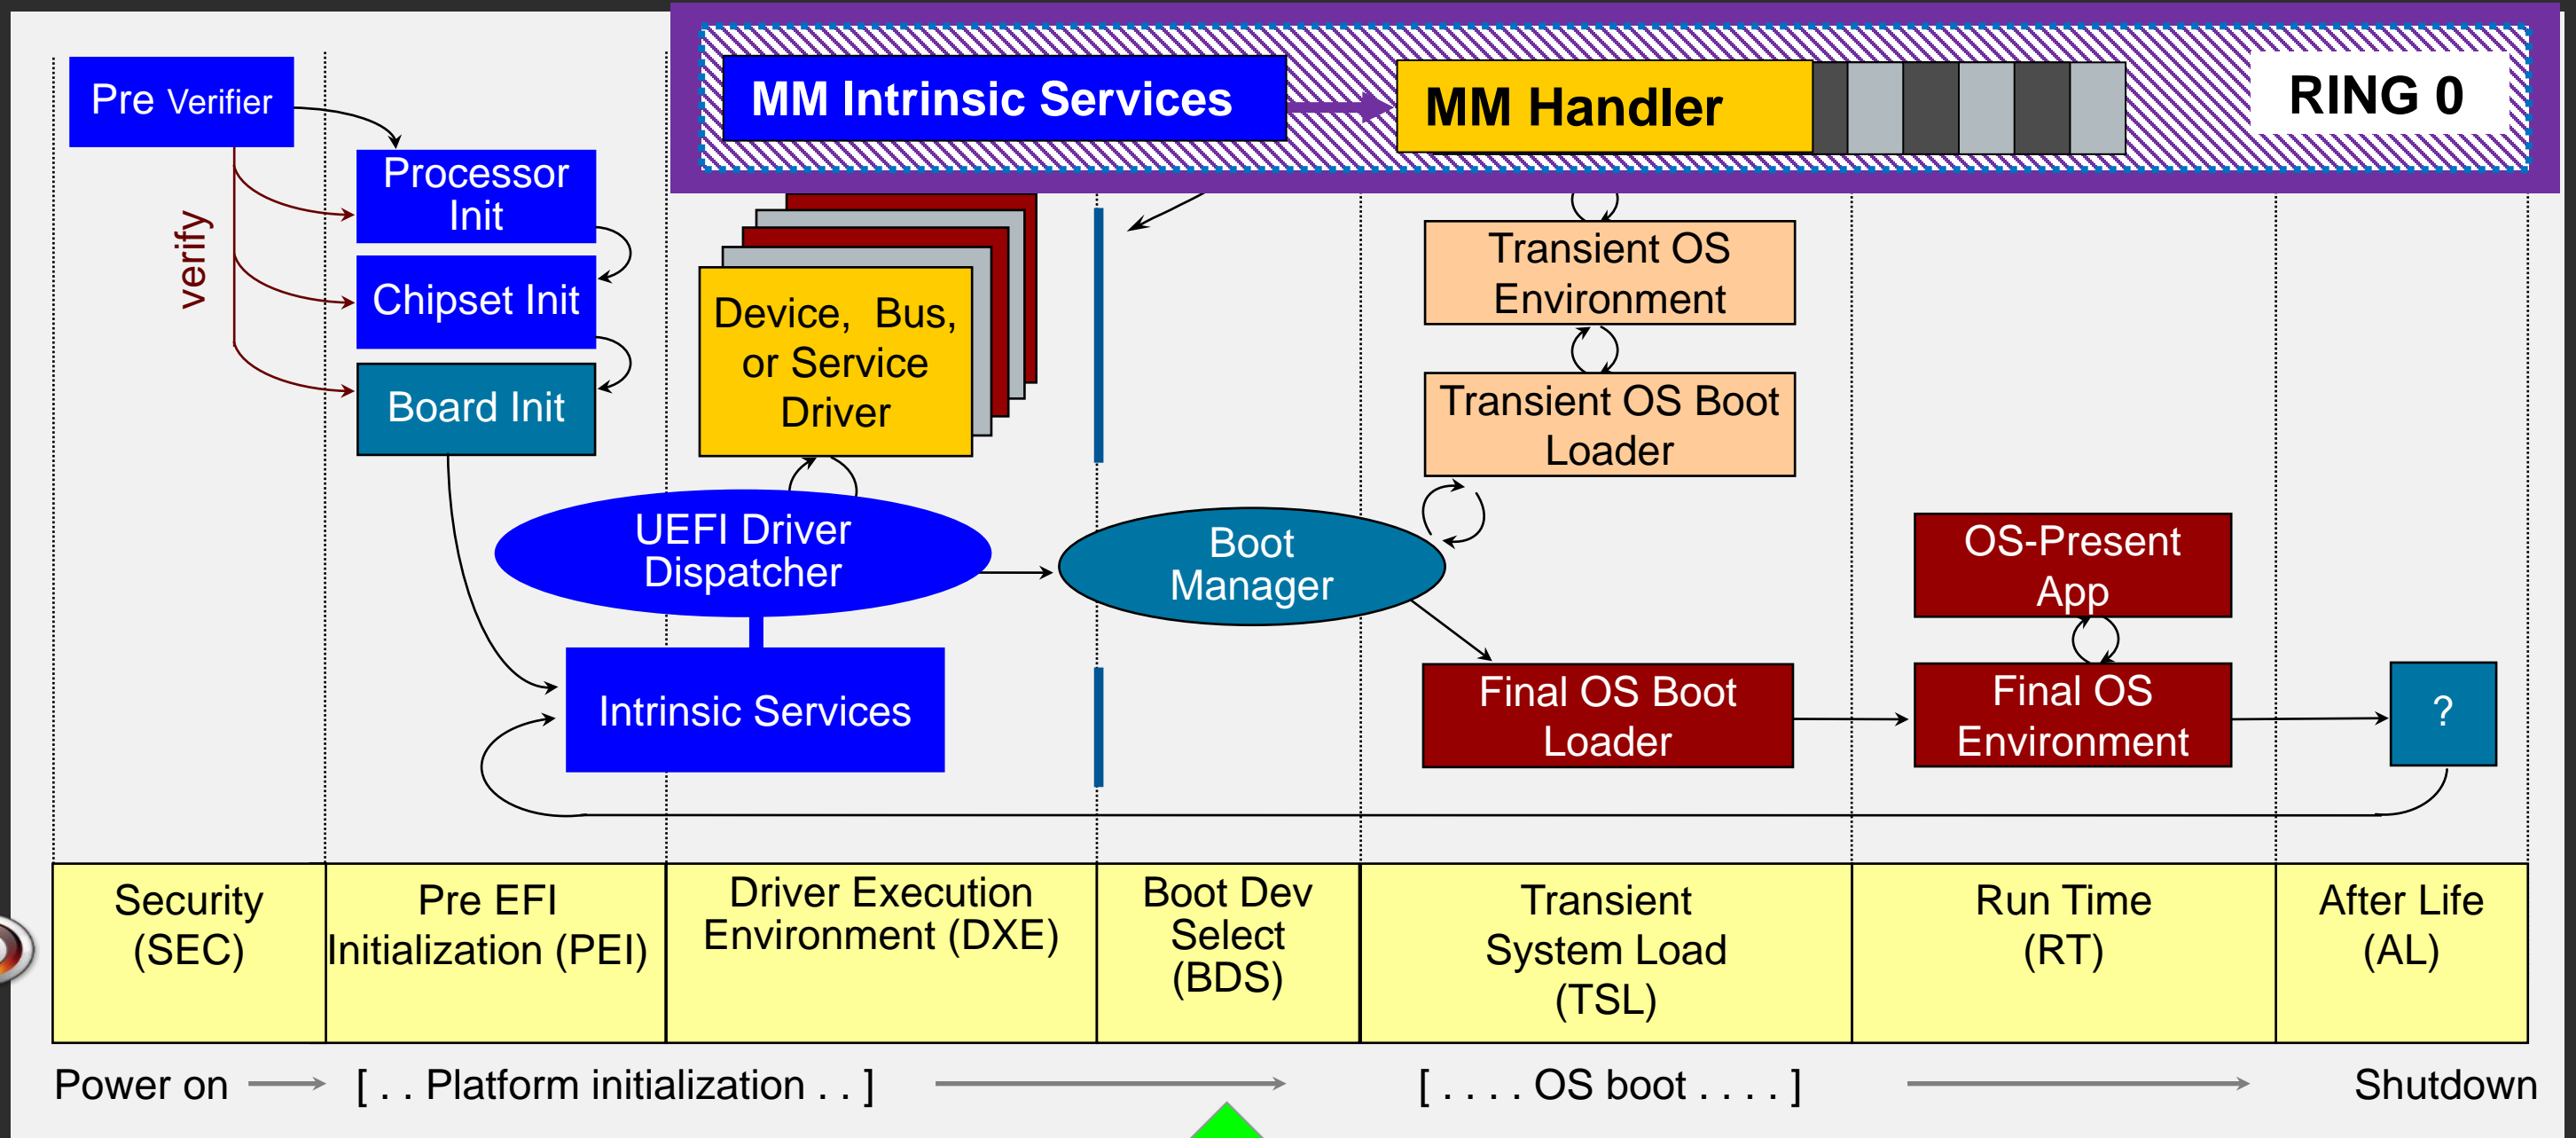 MM Intrinsic Services
MM Handler
RING 0
Pre Verifier
verify
Processor
Init
Chipset Init
Board Init
Device, Bus,
or Service
Driver
UEFI Driver
Dispatcher
Intrinsic Services
Boot
Manager
Transient OS
Environment
Transient OS Boot
Loader
Final OS Boot
Loader
OS-Present
App
Final OS
Environment
?
Security
(SEC)
Pre EFI
Initialization (PEI)
Driver Execution
Environment (DXE)
Boot Dev
Select
(BDS)
Transient
System Load
(TSL)
Run Time
(RT)
After Life
(AL)
Power on
[ . . Platform initialization . . ]
[ . . . . OS boot . . . . ]
Shutdown